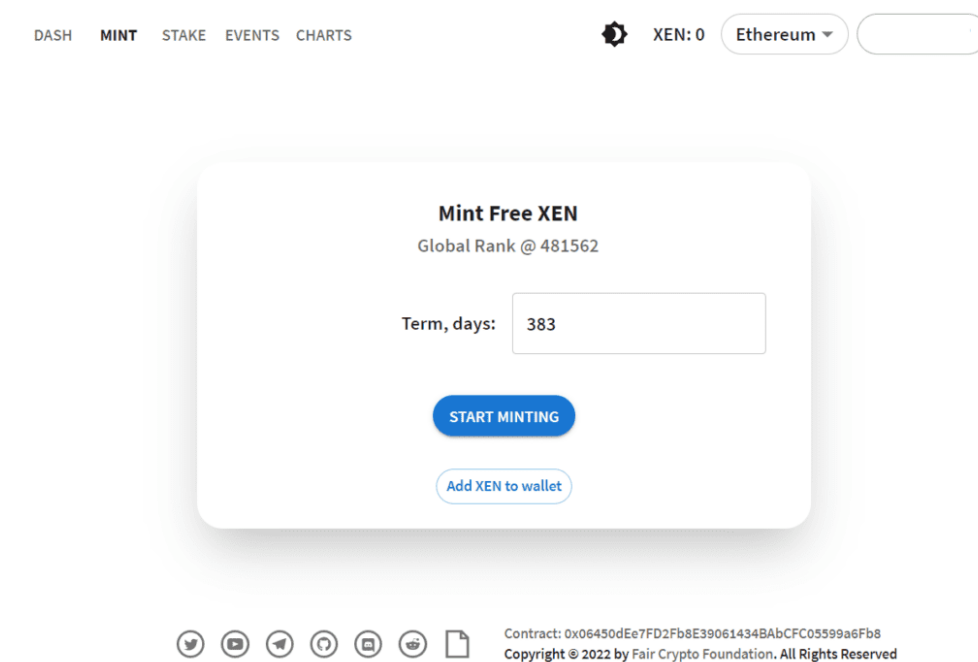 DASH MINT STAKE EVENTS CHARTS XEN: 0 Ethereum
Mint Free XEN
Global Rank @ 481562
Term, days: 383
START MINTING
Add XEN to wallet
Contract: 0x06450dEe7FD2Fb8E39061434BAbCFC05599a6Fb8
Copyright © 2022 by Fair Crypto Foundation. All Rights Reserved